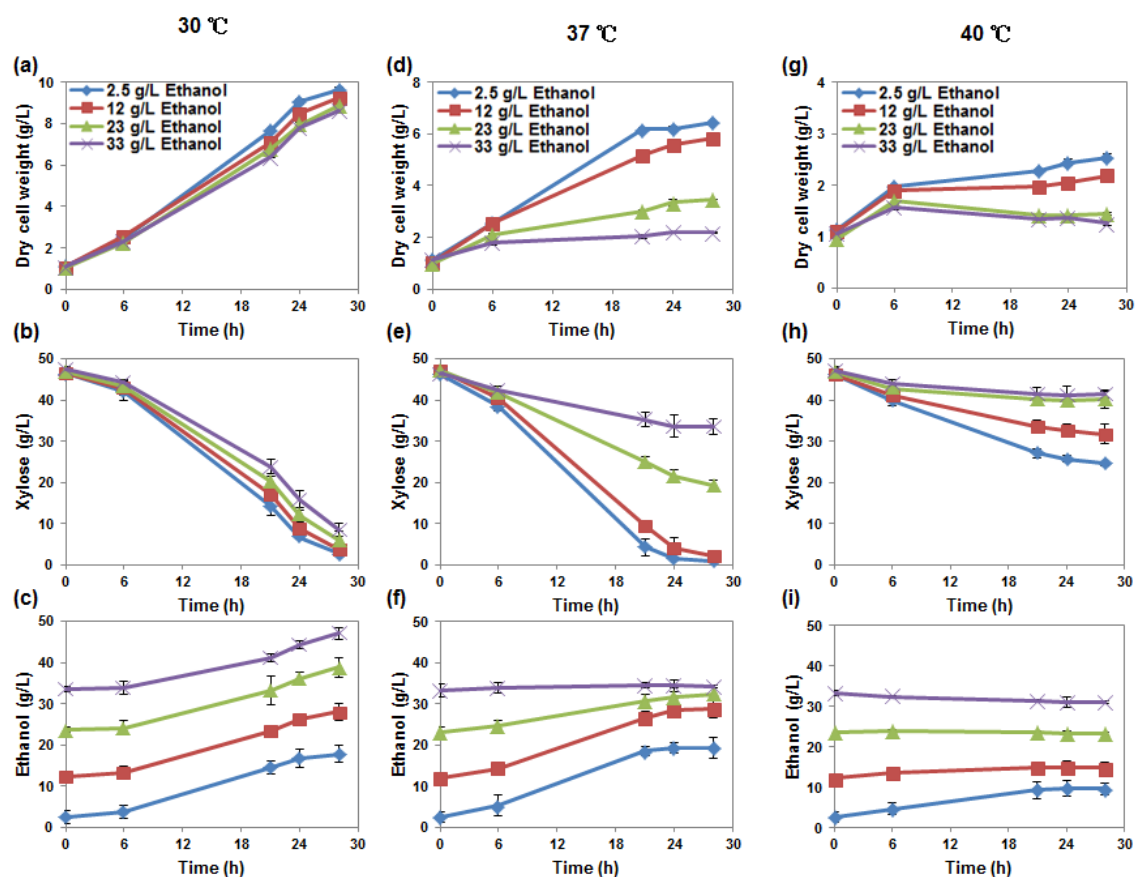 30 ℃
37 ℃
40 ℃
(a)
10
8
6
4
2
0
Dry cell weight (g/L)
2.5 g/L Ethanol
12 g/L Ethanol
23 g/L Ethanol
33 g/L Ethanol
0 6 12 18 24 30
Time (h)
(d)
8
6
4
2
0
Dry cell weight (g/L)
2.5 g/L Ethanol
12 g/L Ethanol
23 g/L Ethanol
33 g/L Ethanol
0 6 12 18 24 30
Time (h)
(g)
4
3
2
1
0
Dry cell weight (g/L)
2.5 g/L Ethanol
12 g/L Ethanol
23 g/L Ethanol
33 g/L Ethanol
0 6 12 18 24 30
Time (h)
(b)
50
40
30
20
10
0
Xylose (g/L)
0 6 12 18 24 30
Time (h)
(e)
50
40
30
20
10
0
Xylose (g/L)
0 6 12 18 24 30
Time (h)
(h)
50
40
30
20
10
0
Xylose (g/L)
0 6 12 18 24 30
Time (h)
(c)
50
40
30
20
10
0
Ethanol (g/L)
0 6 12 18 24 30
Time (h)
(f)
50
40
30
20
10
0
Ethanol (g/L)
0 6 12 18 24 30
Time (h)
(i)
50
40
30
20
10
0
Ethanol (g/L)
0 6 12 18 24 30
Time (h)